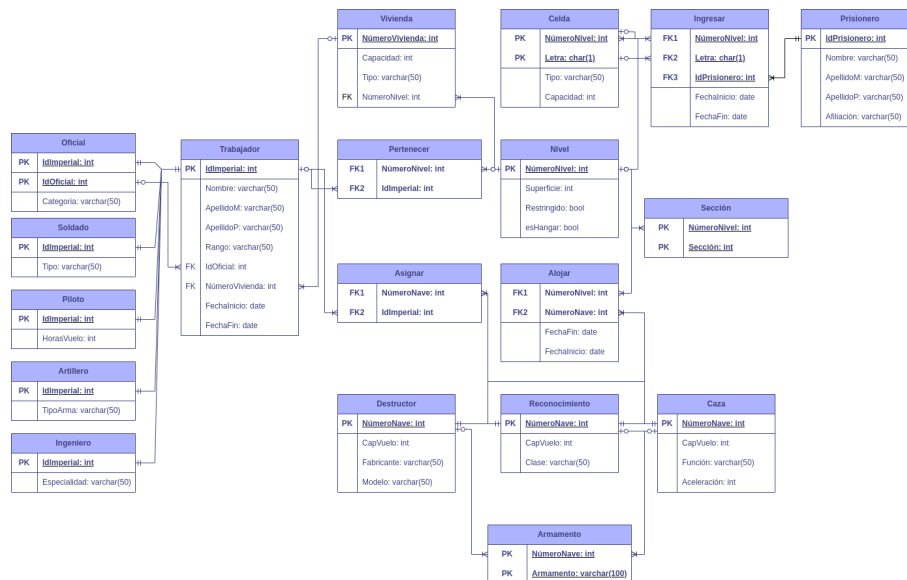 Vivienda
PK NúmeroVivienda: int
Capacidad: int
Tipo: varchar(50)
FK NúmeroNivel: int
Celda
PK NúmeroNivel: int
PK Letra: char(1)
Tipo: varchar(50)
Capacidad: int
Ingresar
FK1 NúmeroNivel: int
FK2 Letra: char(1)
FK3 IdPrisionero: int
FechaInicio: date
FechaFin: date
Prisionero
PK IdPrisionero: int
Nombre: varchar(50)
ApellidoM: varchar(50)
ApellidoP: varchar(50)
Afiliación: varchar(50)
Oficial
PK IdImperial: int
PK IdOficial: int
Categoria: varchar(50)
Soldado
PK IdImperial: int
Tipo: varchar(50)
Piloto
PK IdImperial: int
HorasVuelo: int
Artillero
PK IdImperial: int
TipoArma: varchar(50)
Ingeniero
PK IdImperial: int
Especialidad: varchar(50)
Trabajador
PK IdImperial: int
Nombre: varchar(50)
ApellidoM: varchar(50)
ApellidoP: varchar(50)
Rango: varchar(50)
FK IdOficial: int
FK NúmeroVivienda: int
FechaInicio: date
FechaFin: date
Pertenecer
FK1 NúmeroNivel: int
FK2 IdImperial: int
Nivel
PK NúmeroNivel: int
Superficie: int
Restringido: bool
esHangar: bool
Sección
PK NúmeroNivel: int
PK Sección: int
Asignar
FK1 NúmeroNave: int
FK2 IdImperial: int
Alojar
FK1 NúmeroNivel: int
FK2 NúmeroNave: int
FechaFin: date
FechaInicio: date
Destructor
PK NúmeroNave: int
CapVuelo: int
Fabricante: varchar(50)
Modelo: varchar(50)
Reconocimiento
PK NúmeroNave: int
CapVuelo: int
Clase: varchar(50)
Caza
PK NúmeroNave: int
CapVuelo: int
Función: varchar(50)
Aceleración: int
Armamento
PK NúmeroNave: int
PK Armamento: varchar(100)